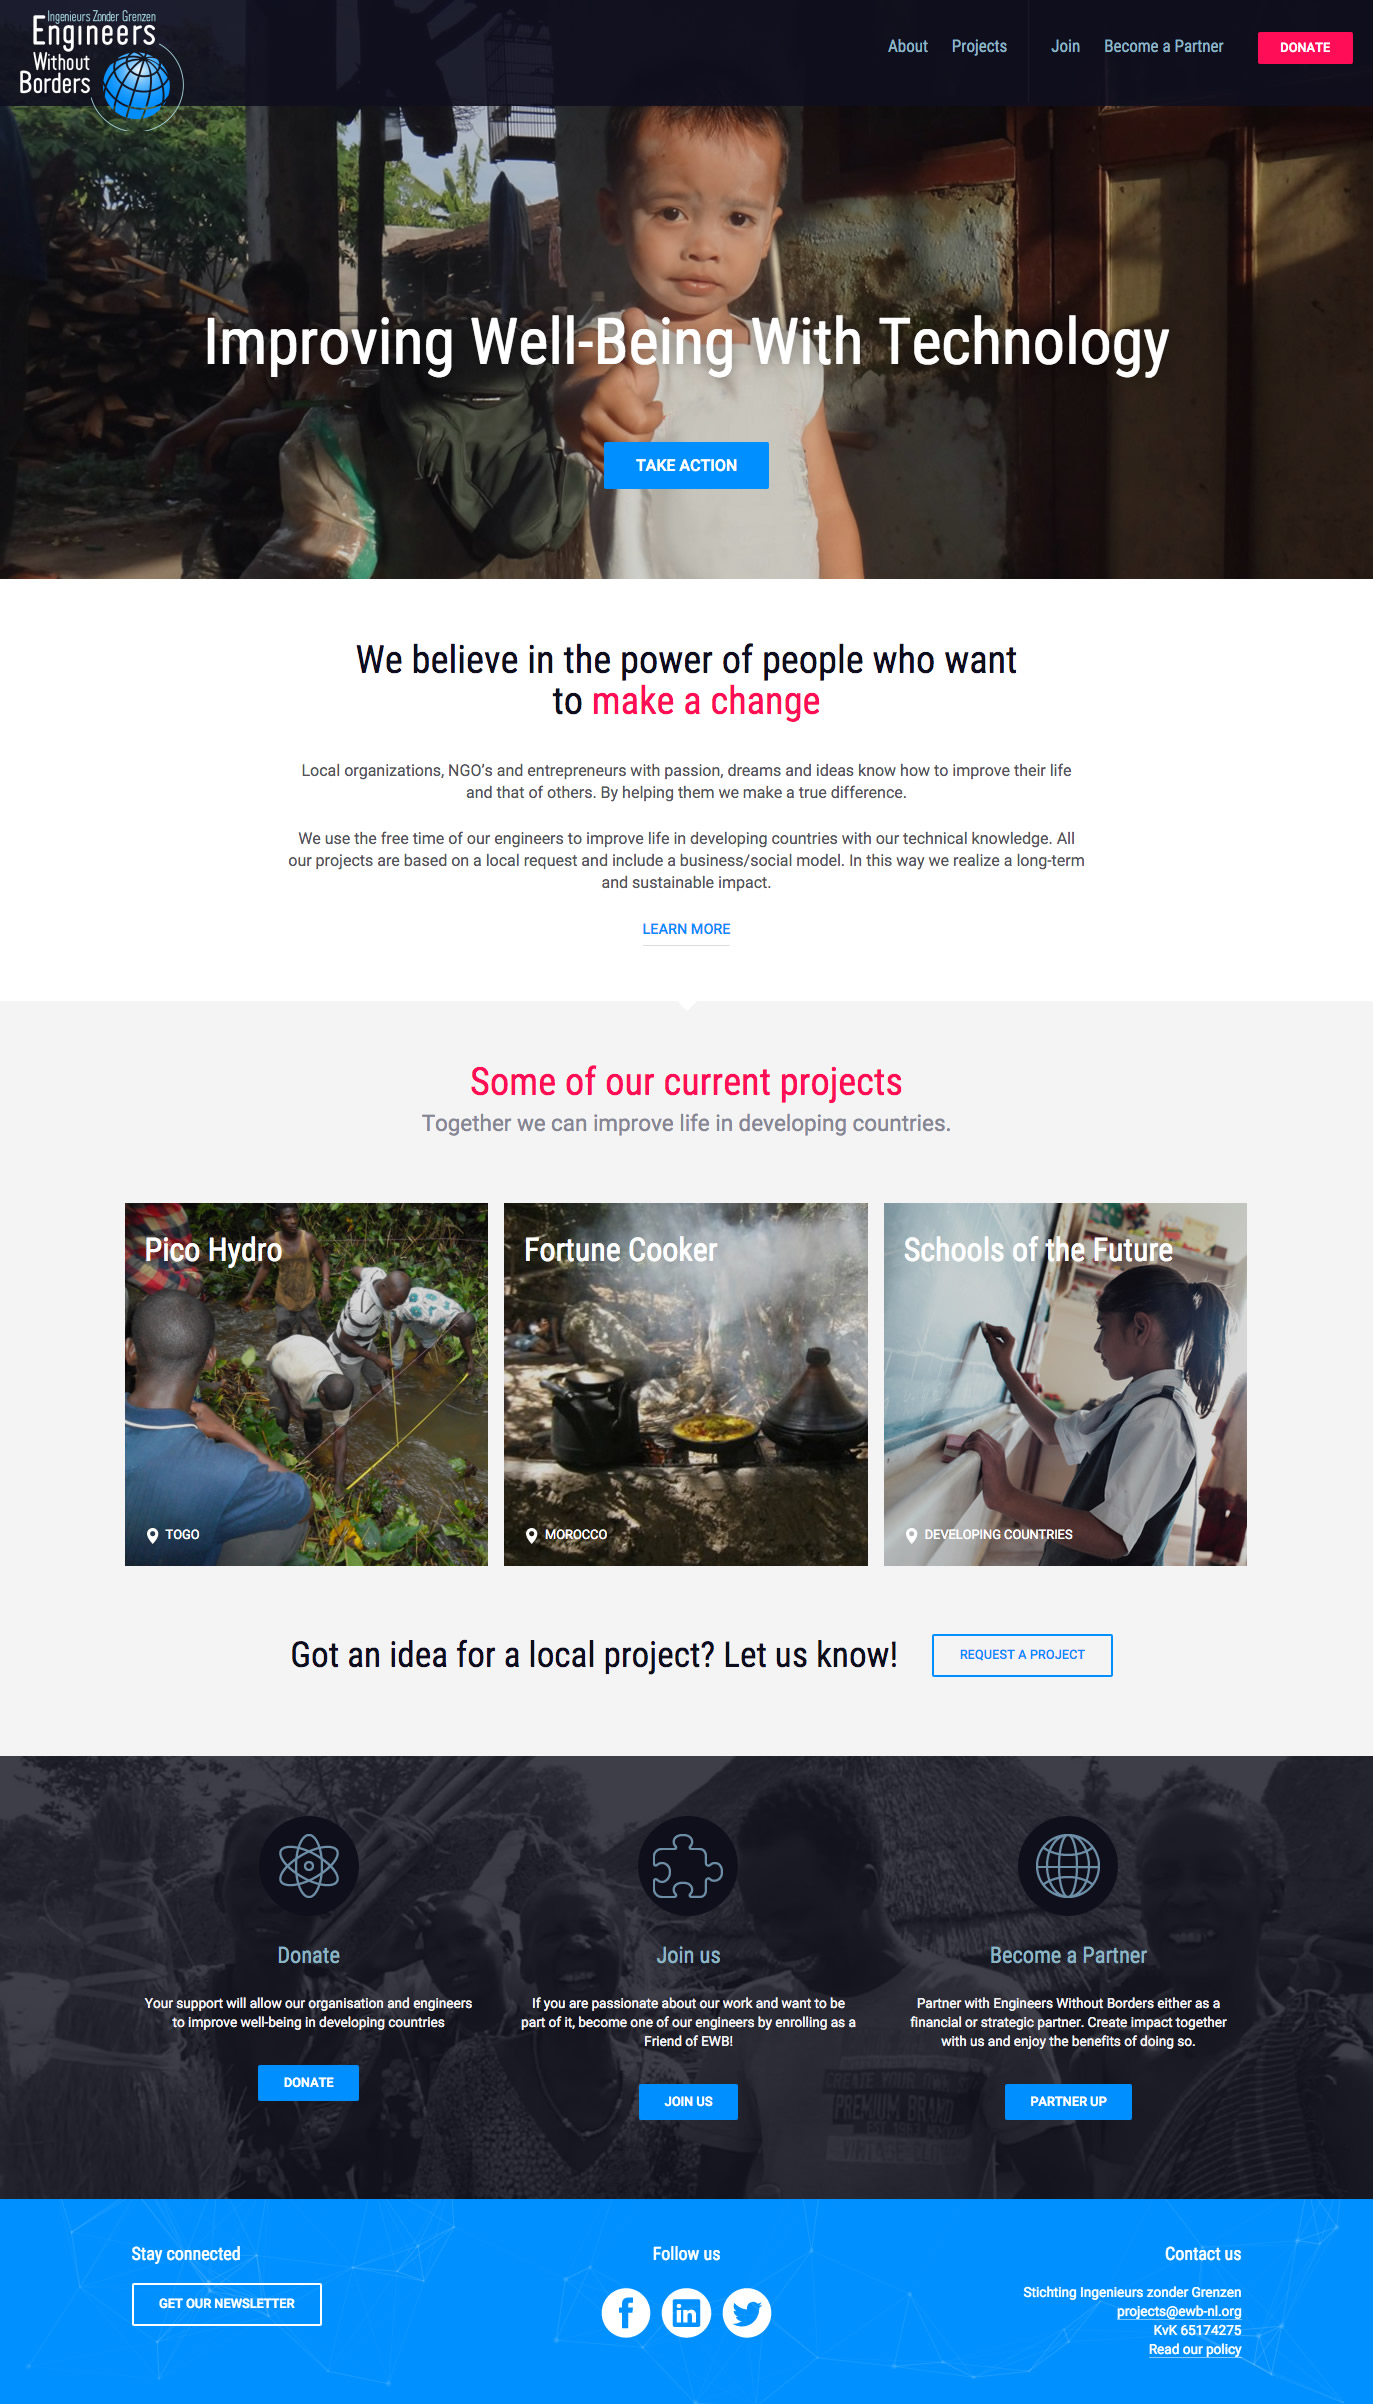 Ingenieurs Zonder Grenzen
Engineers
Without
Borders
About Projects Join Become a Partner DONATE
Improving Well-Being With Technology
TAKE ACTION
We believe in the power of people who want
to make a change
Local organizations, NGO's and entrepreneurs with passion, dreams and ideas know how to improve their life
and that of others. By helping them we make a true difference.
We use the free time of our engineers to improve life in developing countries with our technical knowledge. All
our projects are based on a local request and include a business/social model. In this way we realize a long-term
and sustainable impact.
LEARN MORE
Some of our current projects
Together we can improve life in developing countries.
Pico Hydro
TOGO
Fortune Cooker
MOROCCO
Schools of the Future
DEVELOPING COUNTRIES
Got an idea for a local project? Let us know!
REQUEST A PROJECT
Donate
Your support will allow our organisation and engineers
to improve well-being in developing countries
DONATE
Join us
If you are passionate about our work and want to be
part of it, become one of our engineers by enrolling as a
Friend of EWB!
JOIN US
Become a Partner
Partner with Engineers Without Borders either as a
financial or strategic partner. Create impact together
with us and enjoy the benefits of doing so.
PARTNER UP
CREATE YOUR OWN
PREMIUM BRAND
Stay connected
GET OUR NEWSLETTER
Follow us
Contact us
Stichting Ingenieurs zonder Grenzen
projects@ewb-nl.org
KvK 65174275
Read our policy